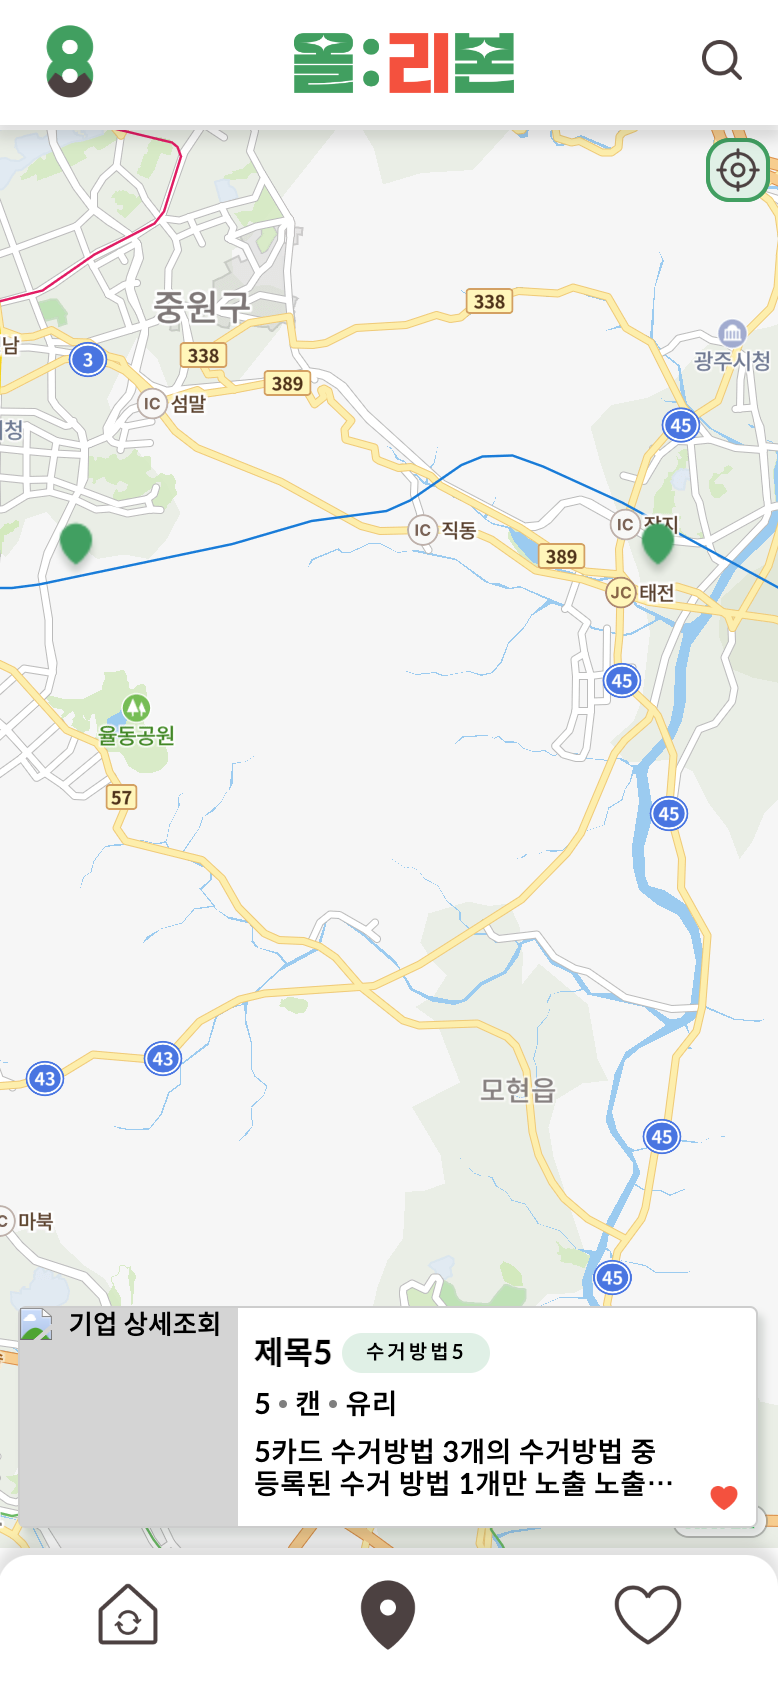 8
올:리본
중원구
338
338
남
3
389
IC 섬말
광주시청
청
45
IC
IC 직동
389
JC 태전
45
율동공원
57
45
43
43
모현읍
45
C 마북
45
기업 상세조회
제목5 수거방법5
5 • 캔 • 유리
5카드 수거방법 3개의 수거방법 중
등록된 수거 방법 1개만 노출 노출…